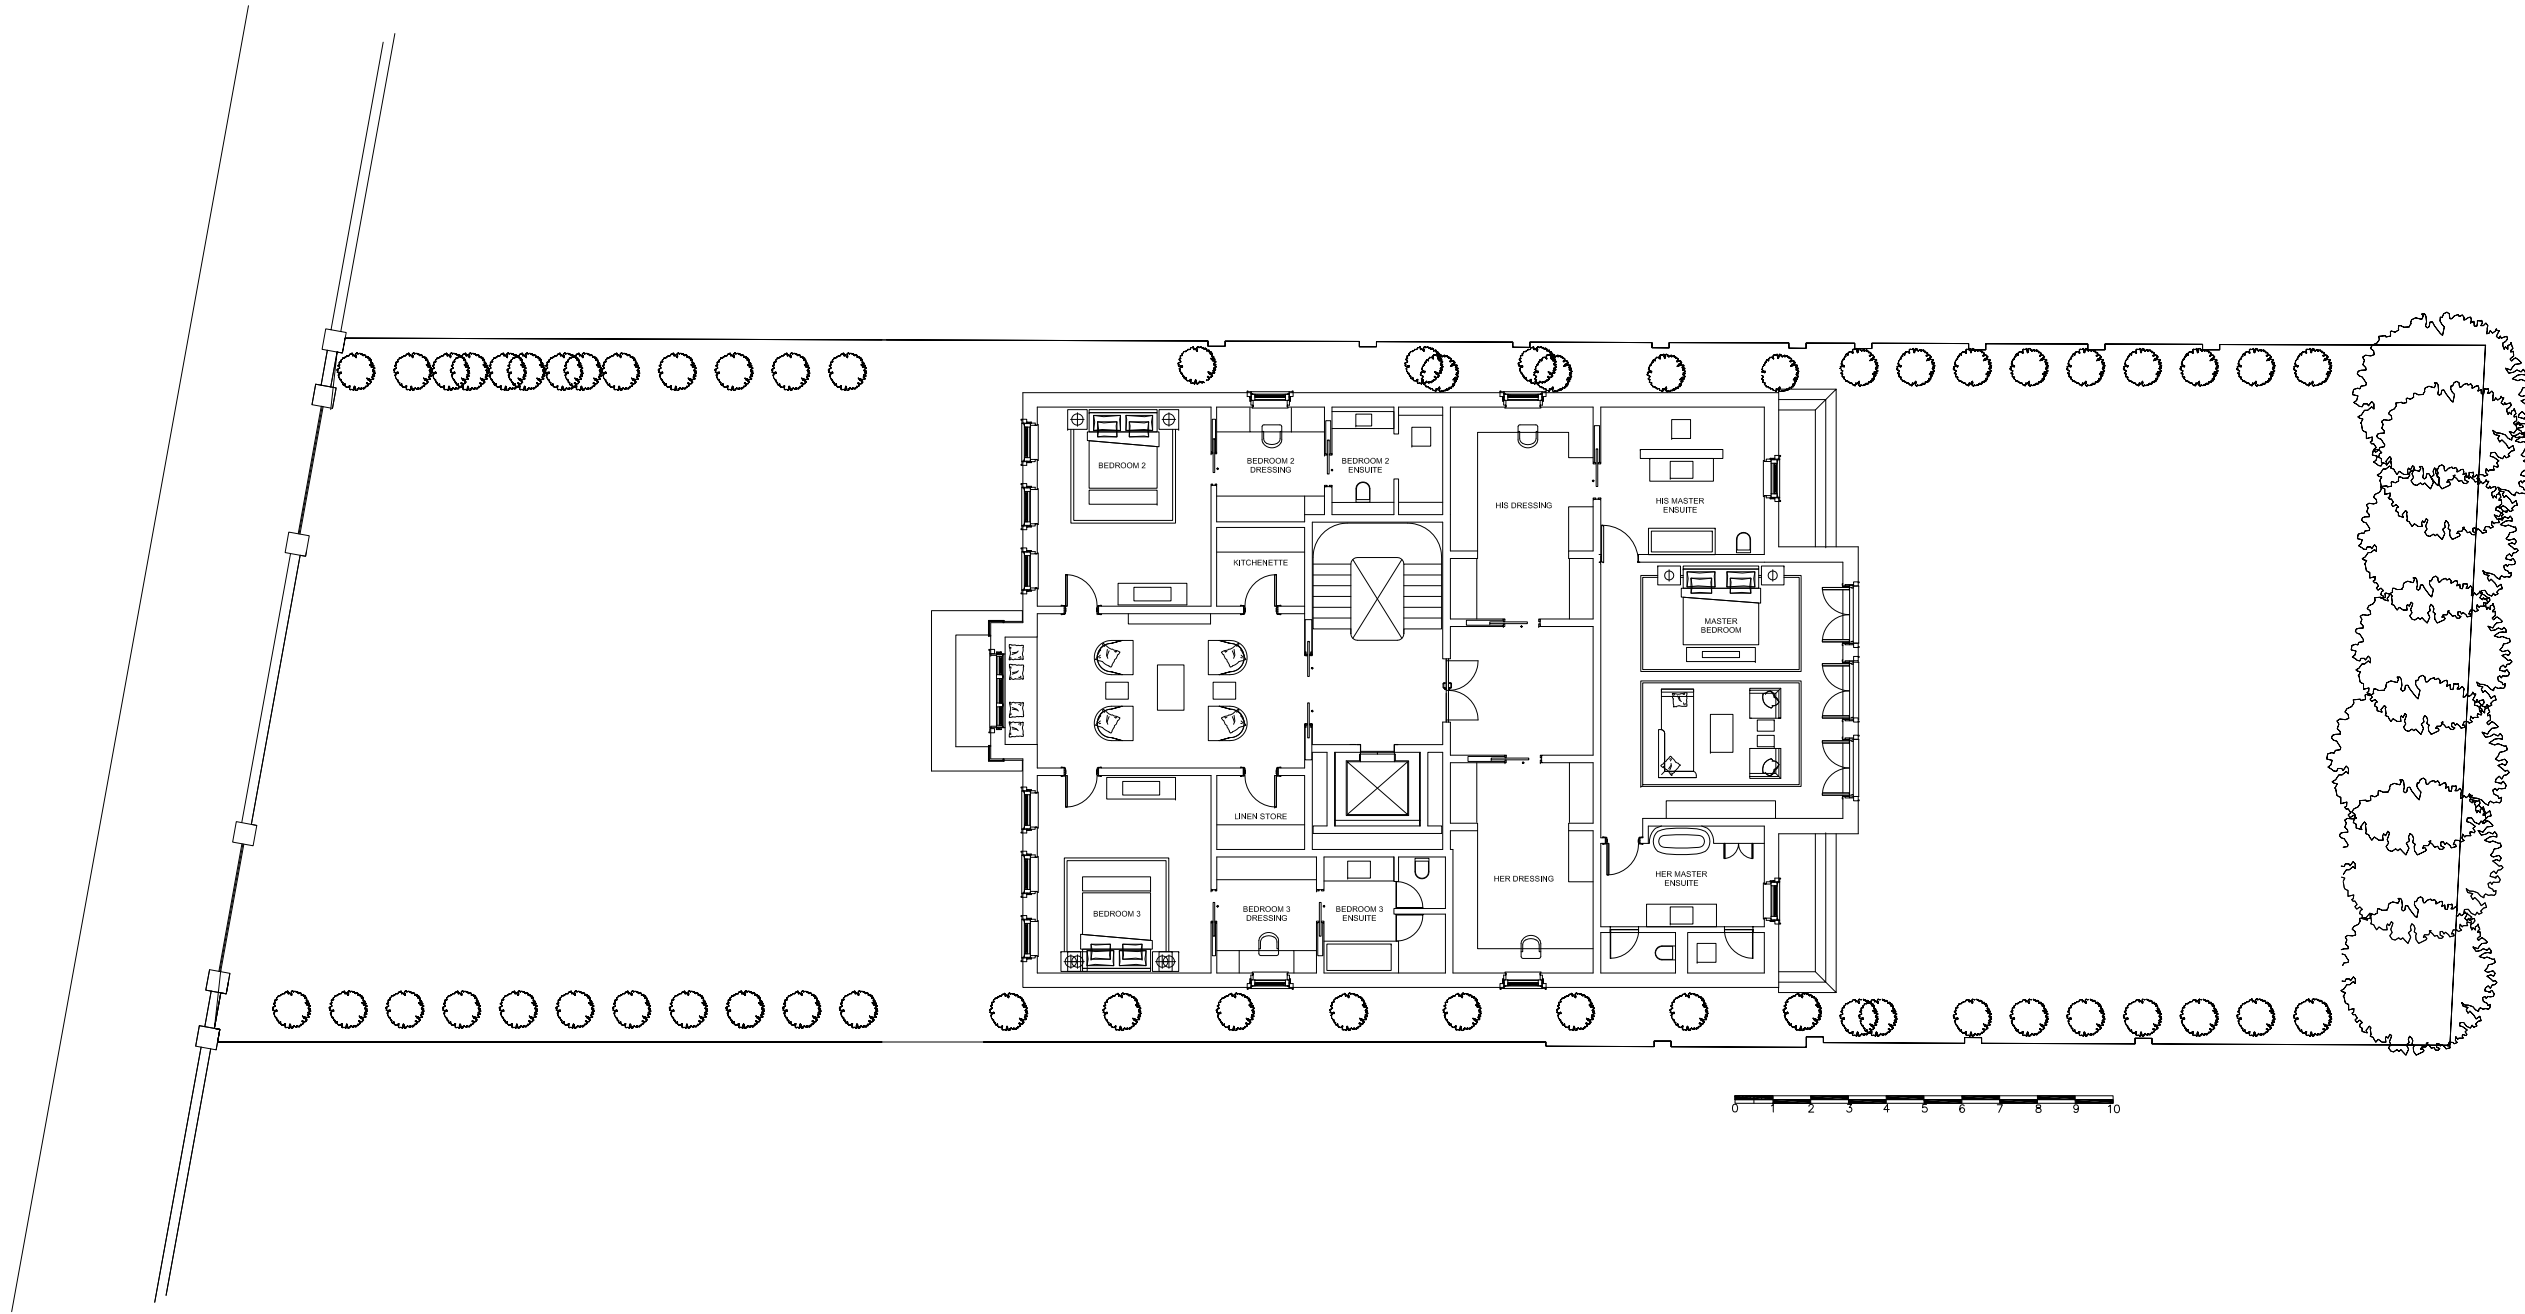 BEDROOM 2
BEDROOM 2
DRESSING
BEDROOM 2
ENSUITE
HIS DRESSING
HIS MASTER
ENSUITE
KITCHENETTE
MASTER
BEDROOM
LINEN STORE
BEDROOM 3
BEDROOM 3
DRESSING
BEDROOM 3
ENSUITE
HER DRESSING
HER MASTER
ENSUITE
0 1 2 3 4 5 6 7 8 9 10